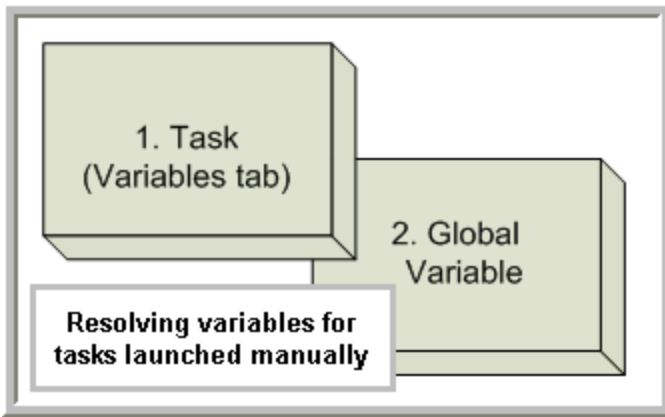 1. Task
(Variables tab)
2. Global
Variable
Resolving variables for
tasks launched manually